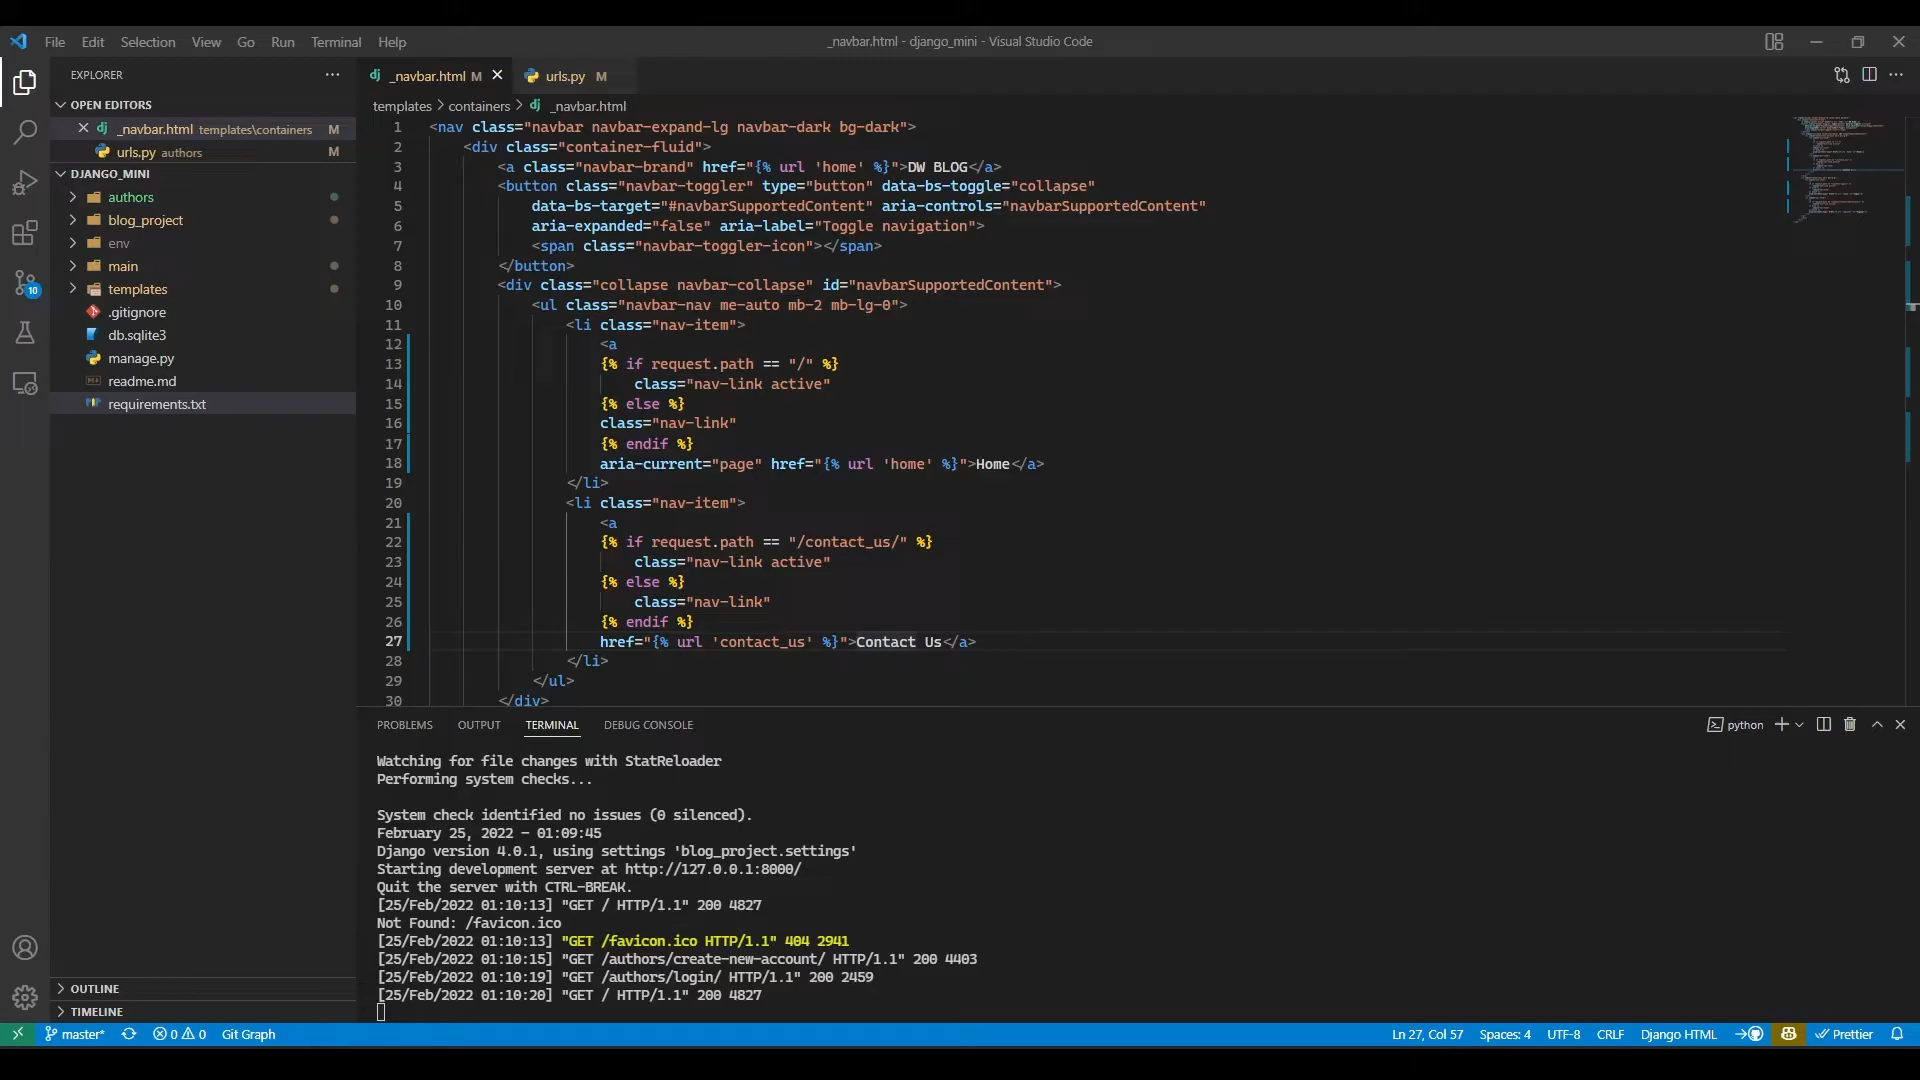 File Edit Selection View Go Run Terminal Help
_navbar.html - django_mini - Visual Studio Code
EXPLORER
OPEN EDITORS
_navbar.html templates\containers M
urls.py authors M
DJANGO_MINI
authors
blog_project
env
main
templates
.gitignore
db.sqlite3
manage.py
readme.md
requirements.txt
OUTLINE
TIMELINE
10
_navbar.html M
urls.py M
templates > containers > _navbar.html
1 <nav class="navbar navbar-expand-lg navbar-dark bg-dark">
2 <div class="container-fluid">
3 <a class="navbar-brand" href="{% url 'home' %}">DW BLOG</a>
4 <button class="navbar-toggler" type="button" data-bs-toggle="collapse"
5 data-bs-target="#navbarSupportedContent" aria-controls="navbarSupportedContent"
6 aria-expanded="false" aria-label="Toggle navigation">
7 <span class="navbar-toggler-icon"></span>
8 </button>
9 <div class="collapse navbar-collapse" id="navbarSupportedContent">
10 <ul class="navbar-nav me-auto mb-2 mb-lg-0">
11 <li class="nav-item">
12 <a
13 {% if request.path == "/" %}
14 class="nav-link active"
15 {% else %}
16 class="nav-link"
17 {% endif %}
18 aria-current="page" href="{% url 'home' %}">Home</a>
19 </li>
20 <li class="nav-item">
21 <a
22 {% if request.path == "/contact_us/" %}
23 class="nav-link active"
24 {% else %}
25 class="nav-link"
26 {% endif %}
27 href="{% url 'contact_us' %}">Contact Us</a>
28 </li>
29 </ul>
30 </div>
PROBLEMS OUTPUT TERMINAL DEBUG CONSOLE
python
Watching for file changes with StatReloader
Performing system checks...
System check identified no issues (0 silenced).
February 25, 2022 - 01:09:45
Django version 4.0.1, using settings 'blog_project.settings'
Starting development server at http://127.0.0.1:8000/
Quit the server with CTRL-BREAK.
[25/Feb/2022 01:10:13] "GET / HTTP/1.1" 200 4827
Not Found: /favicon.ico
[25/Feb/2022 01:10:13] "GET /favicon.ico HTTP/1.1" 404 2941
[25/Feb/2022 01:10:15] "GET /authors/create-new-account/ HTTP/1.1" 200 4403
[25/Feb/2022 01:10:19] "GET /authors/login/ HTTP/1.1" 200 2459
[25/Feb/2022 01:10:20] "GET / HTTP/1.1" 200 4827
master* 0 0 Git Graph
Ln 27, Col 57 Spaces: 4 UTF-8 CRLF Django HTML Prettier